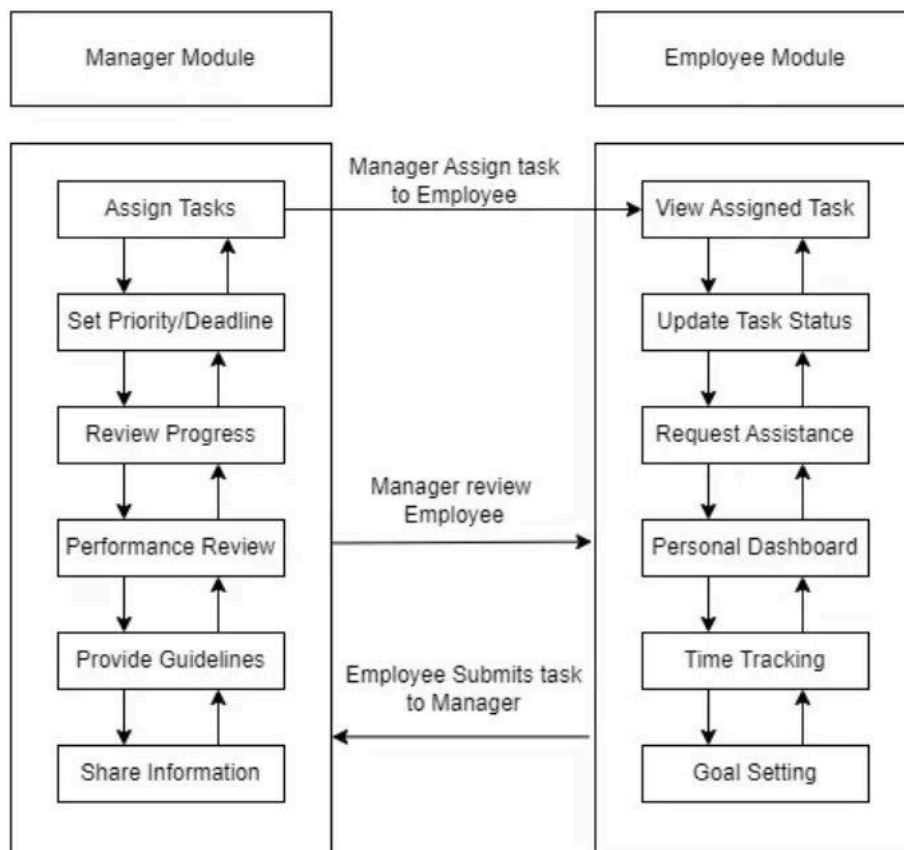 Manager Module
Employee Module
Manager Assign task
to Employee
Assign Tasks
View Assigned Task
Set Priority/Deadline
Update Task Status
Review Progress
Request Assistance
Manager review
Employee
Performance Review
Personal Dashboard
Provide Guidelines
Time Tracking
Employee Submits task
to Manager
Share Information
Goal Setting